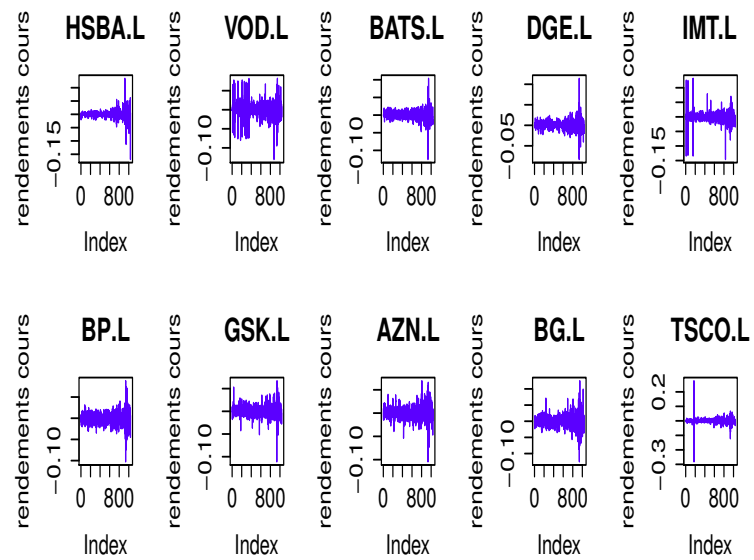 HSBA.L VOD.L BATS.L DGE.L IMT.L
rendements cours rendements cours rendements cours rendements cours rendements cours
−0.15 −0.10 −0.10 −0.05 −0.15
0 800 0 800 0 800 0 800 0 800
Index Index Index Index Index
BP.L GSK.L AZN.L BG.L TSCO.L
rendements cours rendements cours rendements cours rendements cours rendements cours
−0.10 −0.10 −0.10 −0.10 −0.3 0.2
0 800 0 800 0 800 0 800 0 800
Index Index Index Index Index